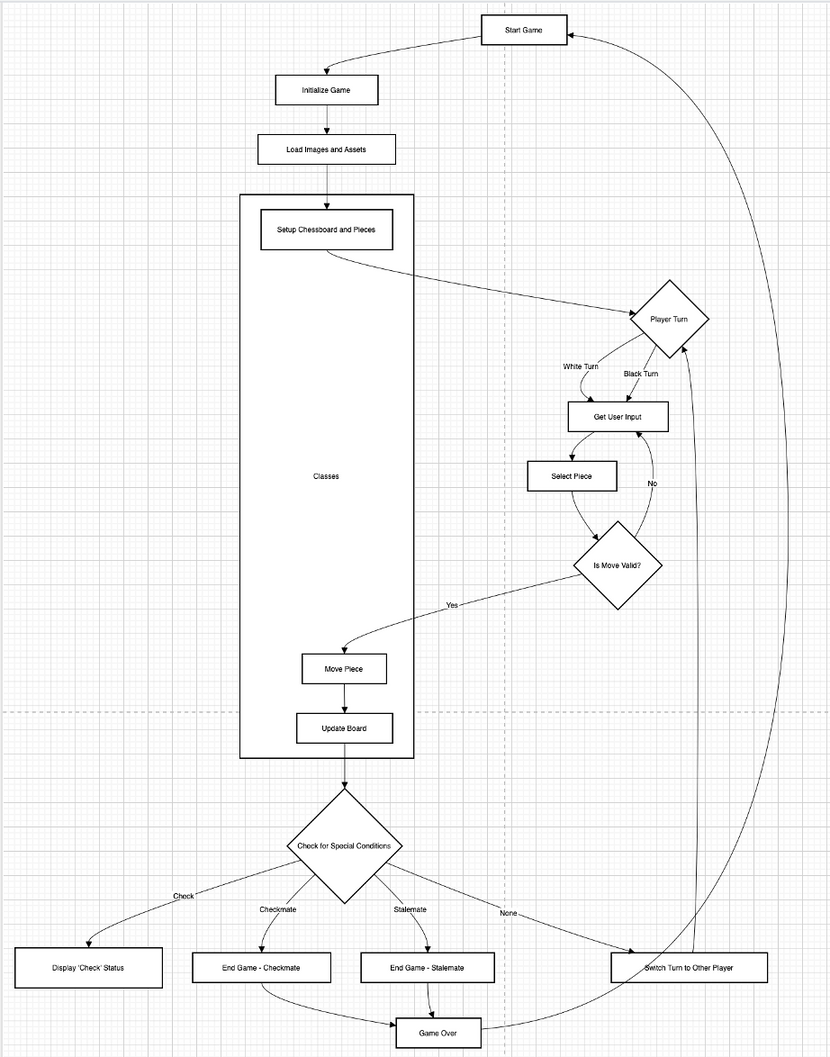 Start Game
Initialize Game
Load Images and Assets
Setup Chessboard and Pieces
Player Turn
White Turn
Black Turn
Get User Input
Select Piece
Classes
No
Is Move Valid?
Yes
Move Piece
Update Board
Check for Special Conditions
Check
Checkmate
Stalemate
None
Display 'Check' Status
End Game - Checkmate
End Game - Stalemate
Switch Turn to Other Player
Game Over